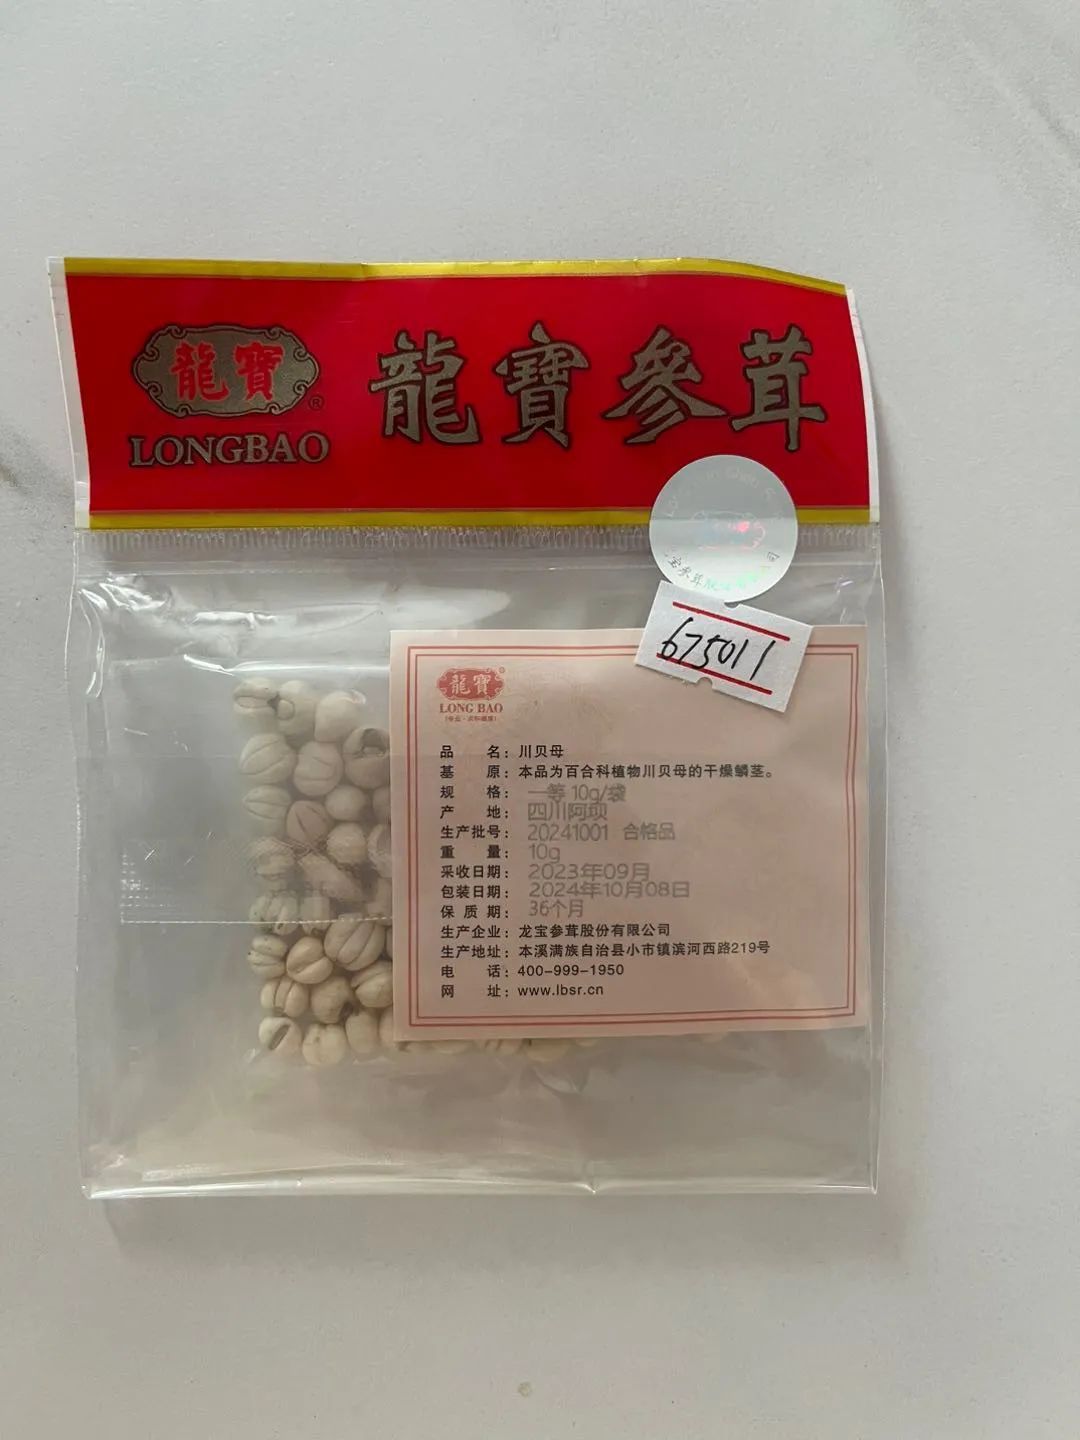 龍寶
®
LONGBAO
龍寶參茸
675011
龍寶
LONG BAO
品 名：川贝母
基 原：本品为百合科植物川贝母的干燥鳞茎。
规 格：一等 10g/袋
产 地：四川阿坝
生产批号：20241001 合格品
重 量：10g
采收日期：2023年09月
包装日期：2024年10月08日
保 质 期：36个月
生产企业：龙宝参茸股份有限公司
生产地址：本溪满族自治县小市镇滨河西路219号
电 话：400-999-1950
网 址：www.lbsr.cn